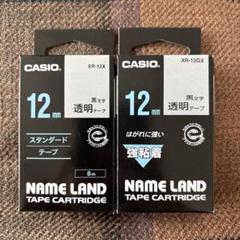 XR-12X
CASIO
12mm
黒文字
透明テープ
スタンダード
テープ
8m
NAME LAND
TAPE CARTRIDGE
XR-12GX
CASIO
12mm
黒文字
透明テープ
はがれに強い
強粘着
NAME LAND
TAPE CARTRIDGE